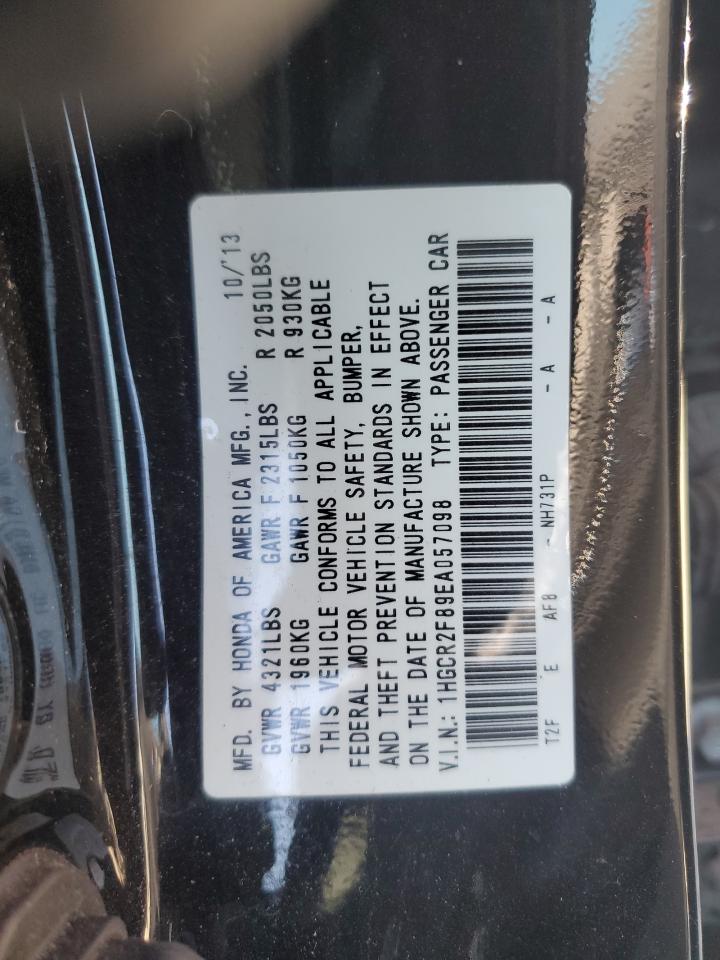 MFD. BY HONDA OF AMERICA MFG., INC. 10/'13
GVWR 4321LBS GAWR F 2315LBS R 2050LBS
GVWR 1960KG GAWR F 1050KG R 930KG
THIS VEHICLE CONFORMS TO ALL APPLICABLE
FEDERAL MOTOR VEHICLE SAFETY, BUMPER,
AND THEFT PREVENTION STANDARDS IN EFFECT
ON THE DATE OF MANUFACTURE SHOWN ABOVE.
V.I.N.: 1HGCR2F89EA057098 TYPE: PASSENGER CAR
T2F E AF8 - NH731P - A - A